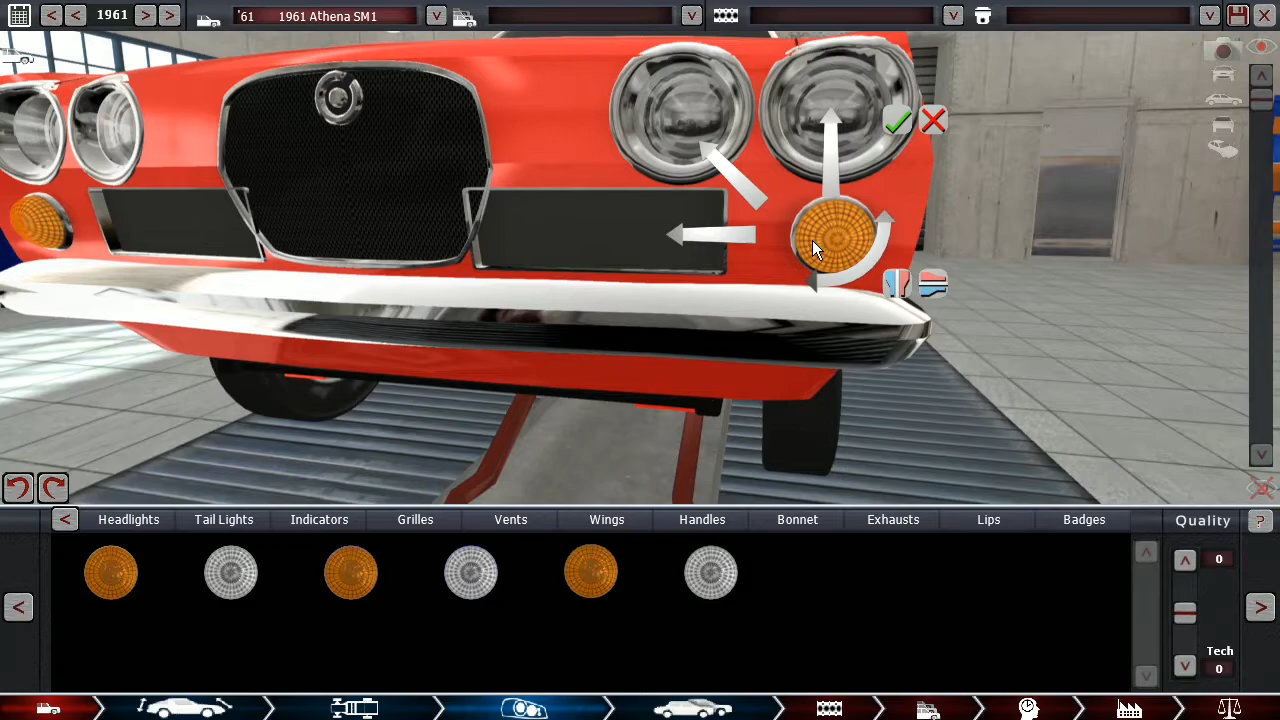 1961
'61 1961 Athena SM1
Headlights
Tail Lights
Indicators
Grilles
Vents
Wings
Handles
Bonnet
Exhausts
Lips
Badges
Quality
?
0
Tech
0